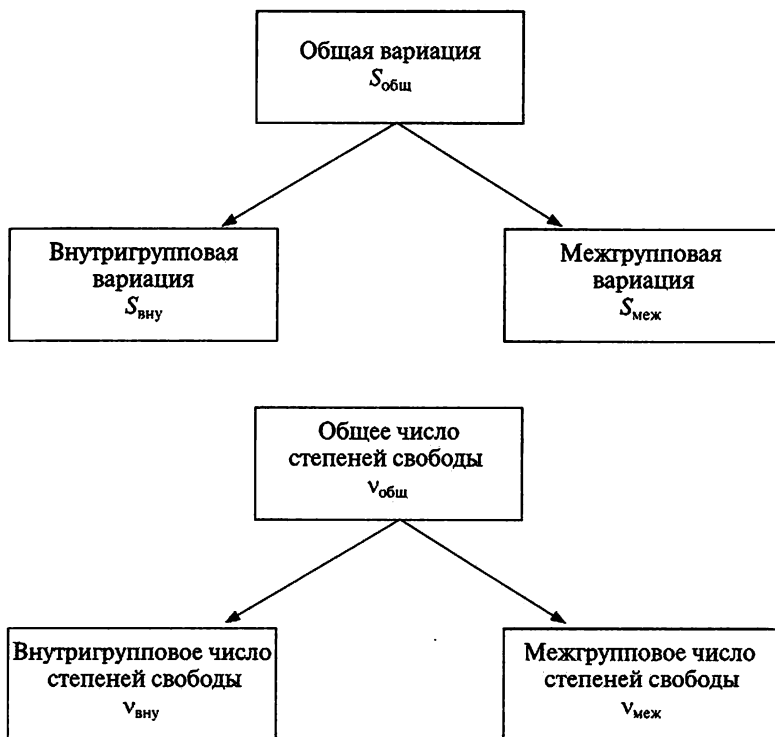 Общая вариация
Sобщ
Внутригрупповая
вариация
Sвну
Межгрупповая
вариация
Sмеж
Общее число
степеней свободы
νобщ
Внутригрупповое число
степеней свободы
νвну
Межгрупповое число
степеней свободы
νмеж